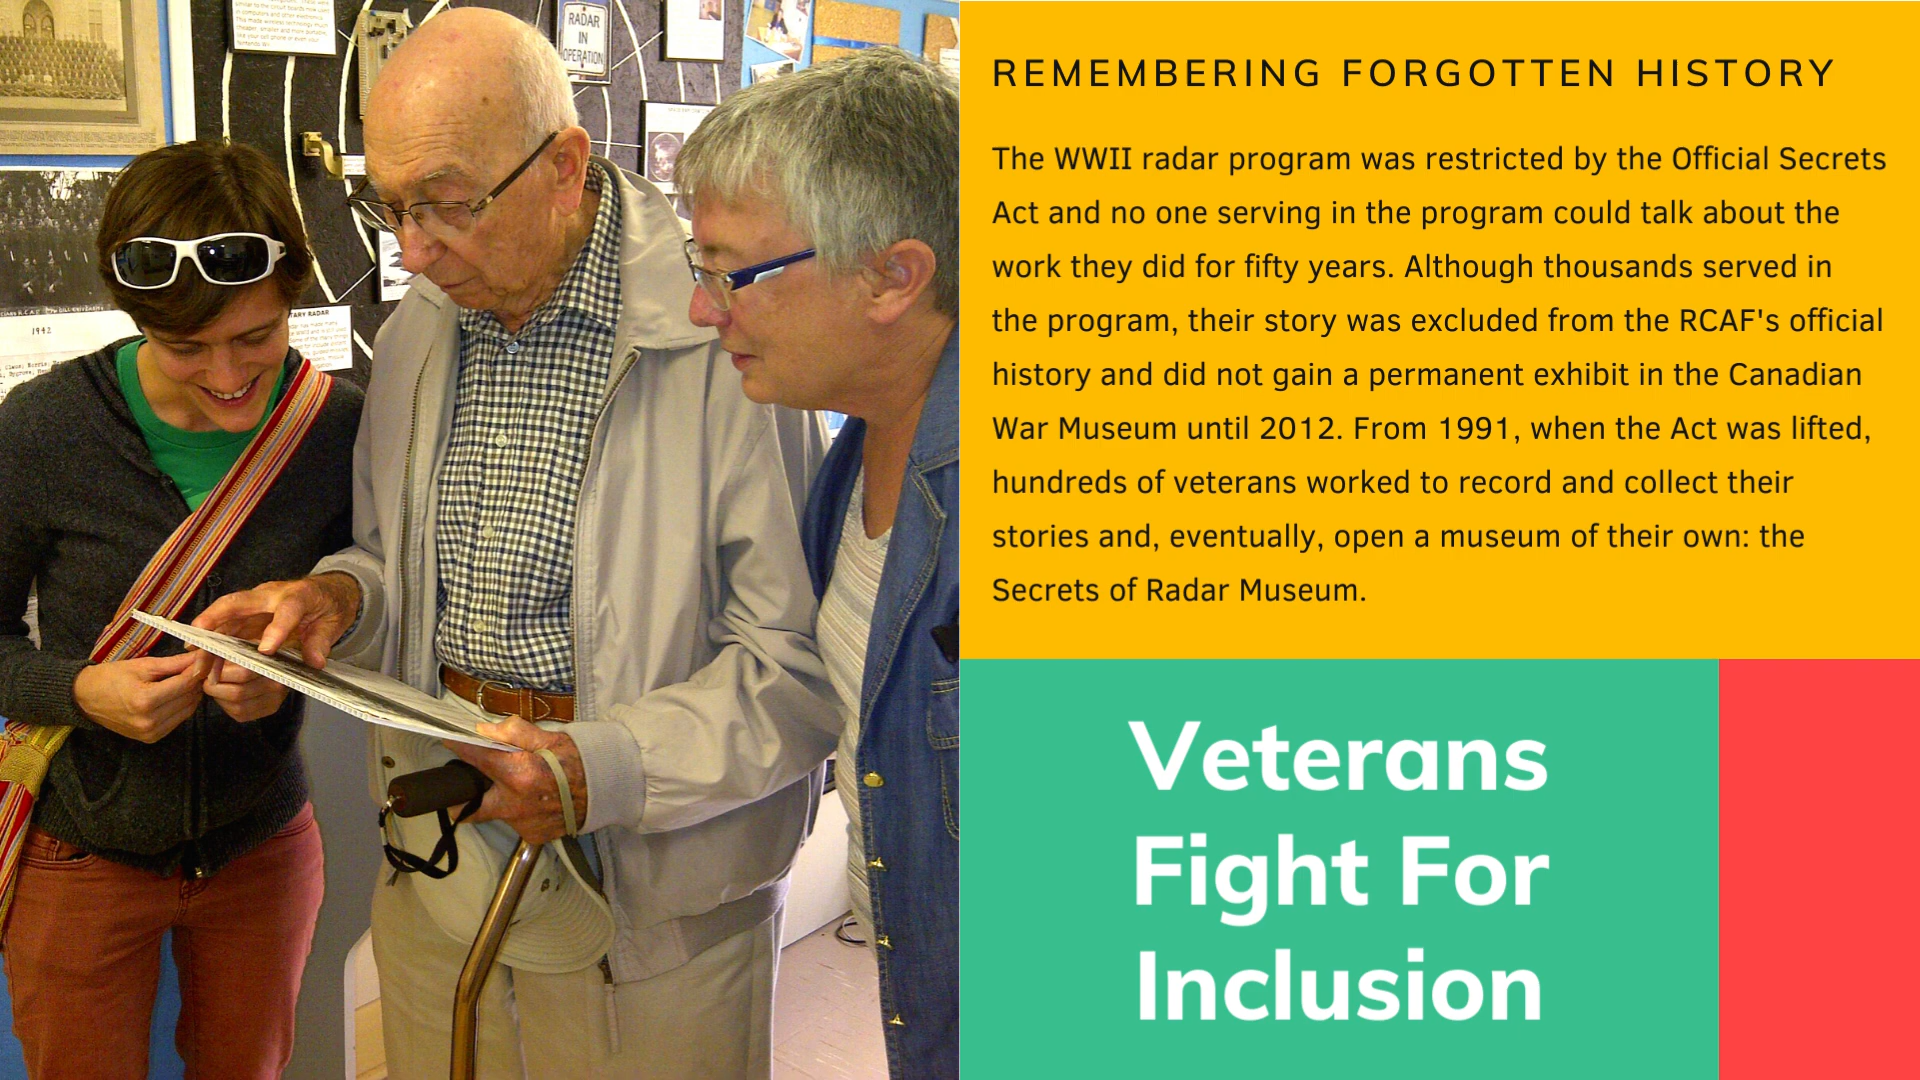 RADAR
IN
OPERATION
1942
REMEMBERING FORGOTTEN HISTORY
The WWII radar program was restricted by the Official Secrets
Act and no one serving in the program could talk about the
work they did for fifty years. Although thousands served in
the program, their story was excluded from the RCAF's official
history and did not gain a permanent exhibit in the Canadian
War Museum until 2012. From 1991, when the Act was lifted,
hundreds of veterans worked to record and collect their
stories and, eventually, open a museum of their own: the
Secrets of Radar Museum.
Veterans
Fight For
Inclusion